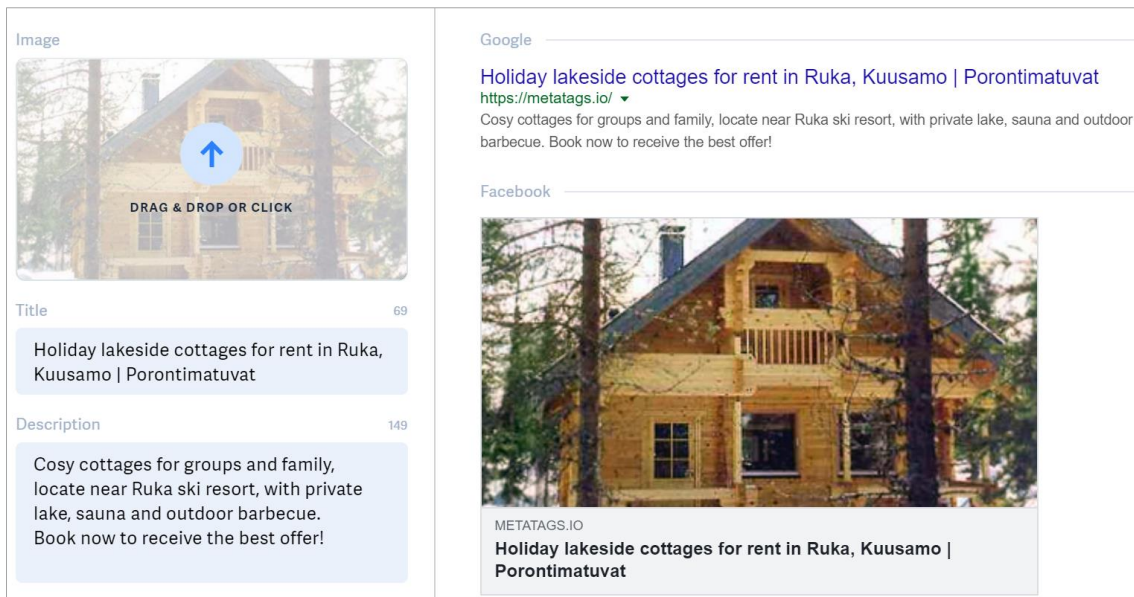 Image
DRAG & DROP OR CLICK
Title 69
Holiday lakeside cottages for rent in Ruka,
Kuusamo | Porontimatuvat
Description 149
Cosy cottages for groups and family,
locate near Ruka ski resort, with private
lake, sauna and outdoor barbecue.
Book now to receive the best offer!
Google
Holiday lakeside cottages for rent in Ruka, Kuusamo | Porontimatuvat
https://metatags.io/
Cosy cottages for groups and family, locate near Ruka ski resort, with private lake, sauna and outdoor
barbecue. Book now to receive the best offer!
Facebook
METATAGS.IO
Holiday lakeside cottages for rent in Ruka, Kuusamo |
Porontimatuvat